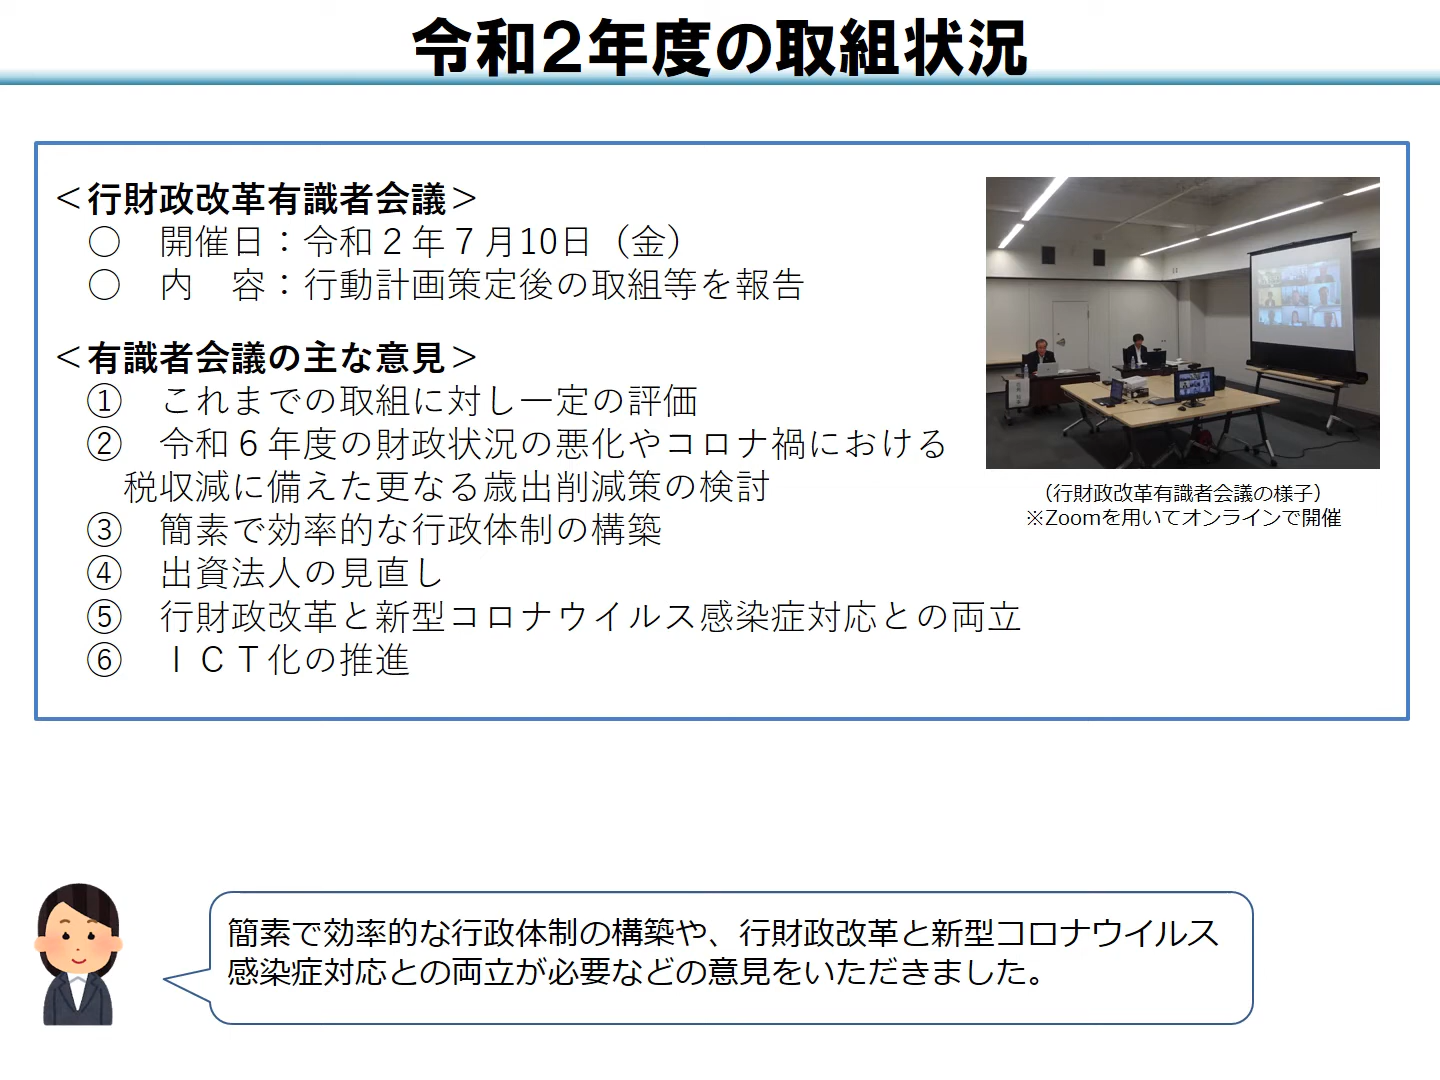 令和２年度の取組状況
＜行財政改革有識者会議＞
○　開催日：令和２年７月10日（金）
○　内　容：行動計画策定後の取組等を報告
＜有識者会議の主な意見＞
①　これまでの取組に対し一定の評価
②　令和６年度の財政状況の悪化やコロナ禍における
税収減に備えた更なる歳出削減策の検討
③　簡素で効率的な行政体制の構築
④　出資法人の見直し
⑤　行財政改革と新型コロナウイルス感染症対応との両立
⑥　ＩＣＴ化の推進
（行財政改革有識者会議の様子）
※Zoomを用いてオンラインで開催
簡素で効率的な行政体制の構築や、行財政改革と新型コロナウイルス
感染症対応との両立が必要などの意見をいただきました。